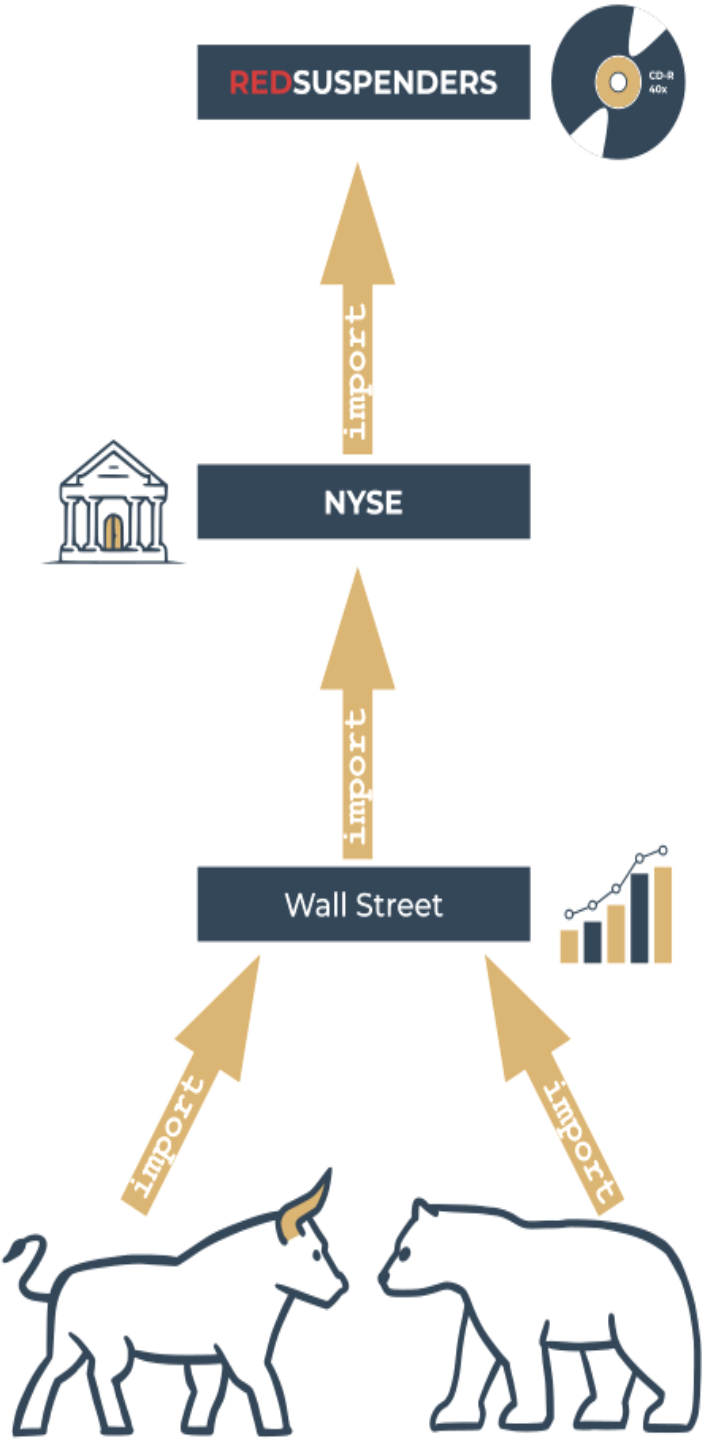 REDSUSPENDERS
CD-R
40x
import
NYSE
import
Wall Street
import
import